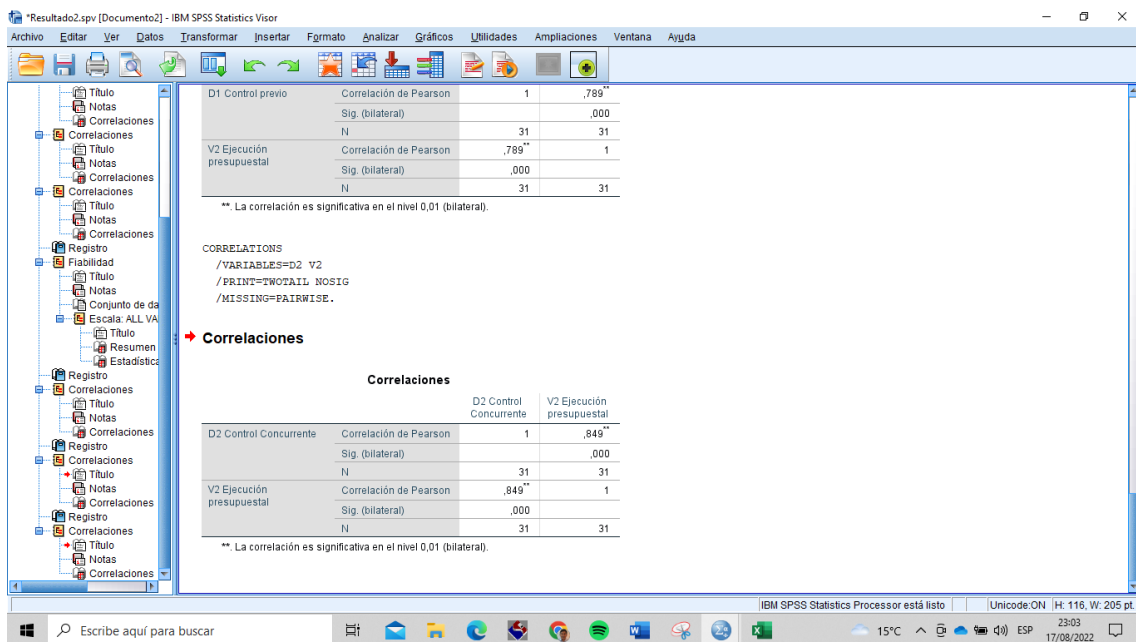 *Resultado2.spv [Documento2] - IBM SPSS Statistics Visor
Archivo Editar Ver Datos Transformar Insertar Formato Analizar Gráficos Utilidades Ampliaciones Ventana Ayuda
Título
Notas
Correlaciones
Correlaciones
Título
Notas
Correlaciones
Correlaciones
Título
Notas
Correlaciones
Registro
Fiabilidad
Título
Notas
Conjunto de da
Escala: ALL VA
Título
Resumen
Estadística
Registro
Correlaciones
Título
Notas
Correlaciones
Registro
Correlaciones
Título
Notas
Correlaciones
Registro
Correlaciones
Título
Notas
Correlaciones
D1 Control previo Correlación de Pearson 1 ,789**
Sig. (bilateral) ,000
N 31 31
V2 Ejecución presupuestal Correlación de Pearson ,789** 1
Sig. (bilateral) ,000
N 31 31
**. La correlación es significativa en el nivel 0,01 (bilateral).
CORRELATIONS
/VARIABLES=D2 V2
/PRINT=TWOTAIL NOSIG
/MISSING=PAIRWISE.
Correlaciones
Correlaciones
D2 Control Concurrente V2 Ejecución presupuestal
D2 Control Concurrente Correlación de Pearson 1 ,849**
Sig. (bilateral) ,000
N 31 31
V2 Ejecución presupuestal Correlación de Pearson ,849** 1
Sig. (bilateral) ,000
N 31 31
**. La correlación es significativa en el nivel 0,01 (bilateral).
IBM SPSS Statistics Processor está listo Unicode:ON H: 116, W: 205 pt.
Escribe aquí para buscar 15°C ESP 23:03
17/08/2022